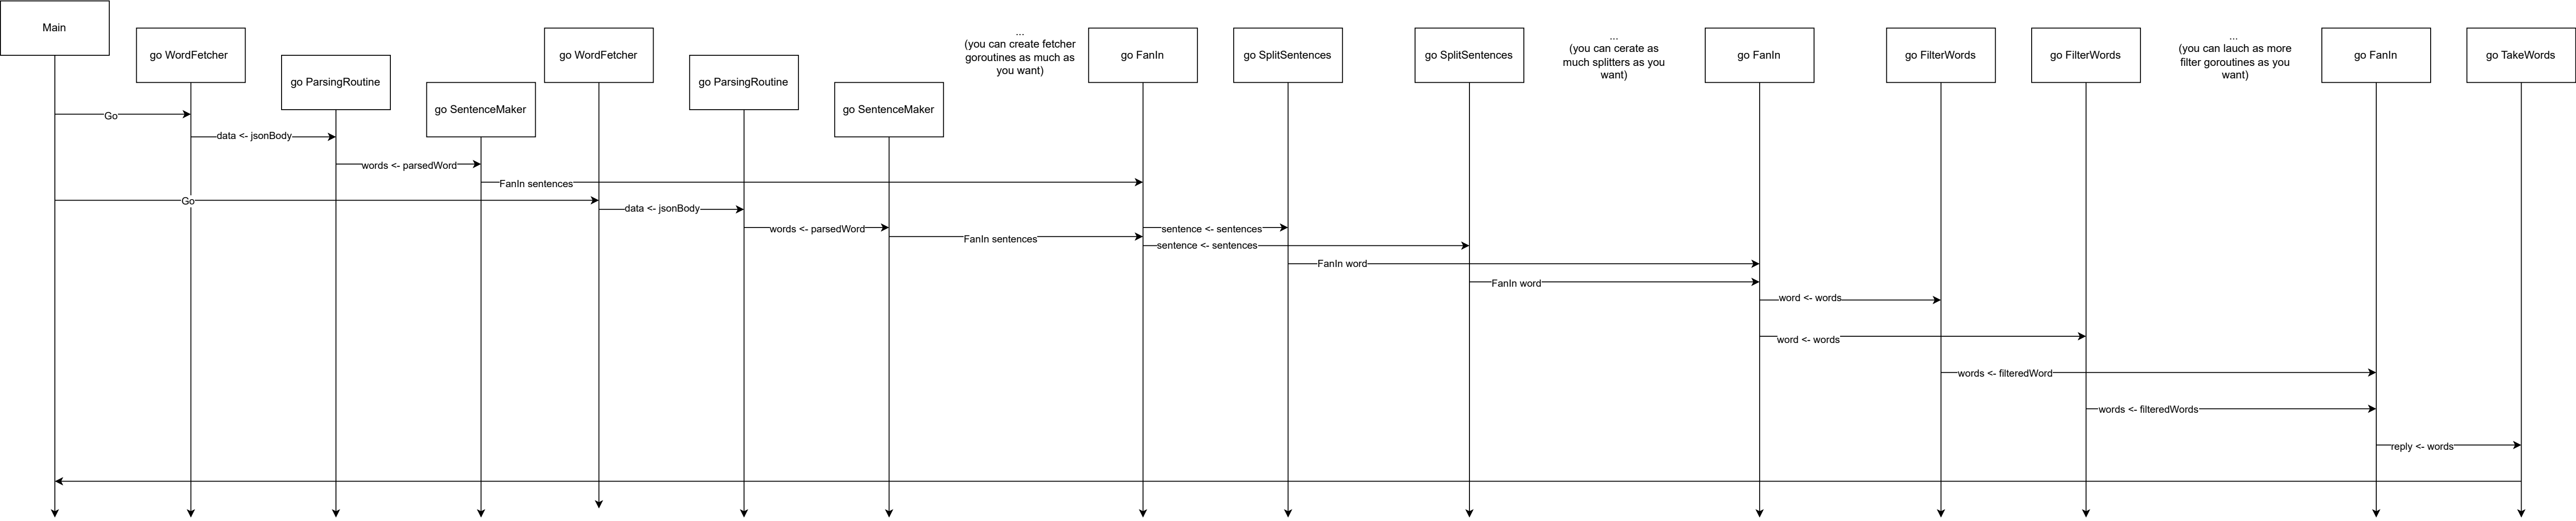 Main
go WordFetcher
go ParsingRoutine
go SentenceMaker
go WordFetcher
go ParsingRoutine
go SentenceMaker
...
(you can create fetcher
goroutines as much as
you want)
go FanIn
go SplitSentences
go SplitSentences
...
(you can cerate as
much splitters as you
want)
go FanIn
go FilterWords
go FilterWords
...
(you can lauch as more
filter goroutines as you
want)
go FanIn
go TakeWords
Go
data <- jsonBody
words <- parsedWord
FanIn sentences
Go
data <- jsonBody
words <- parsedWord
FanIn sentences
sentence <- sentences
sentence <- sentences
FanIn word
FanIn word
word <- words
word <- words
words <- filteredWord
words <- filteredWords
reply <- words